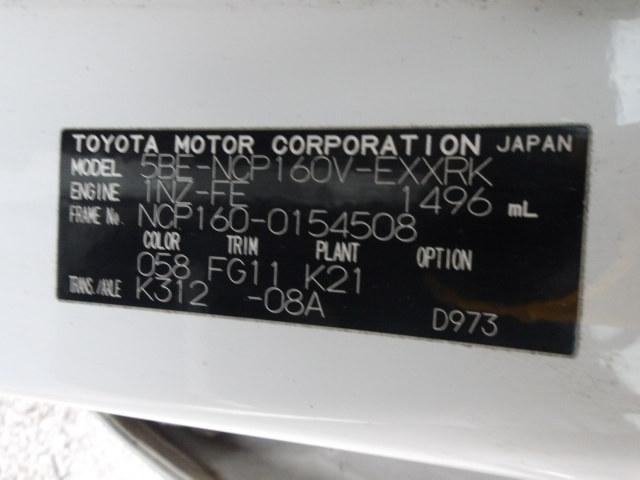 TOYOTA MOTOR CORPORATION JAPAN
MODEL 5BE-NCP160V-EXXRK
ENGINE 1NZ-FE 1496 mL
FRAME No. NCP160-0154508
COLOR TRIM PLANT OPTION
058 FG11 K21
TRANS./AXLE K312 -08A
D973